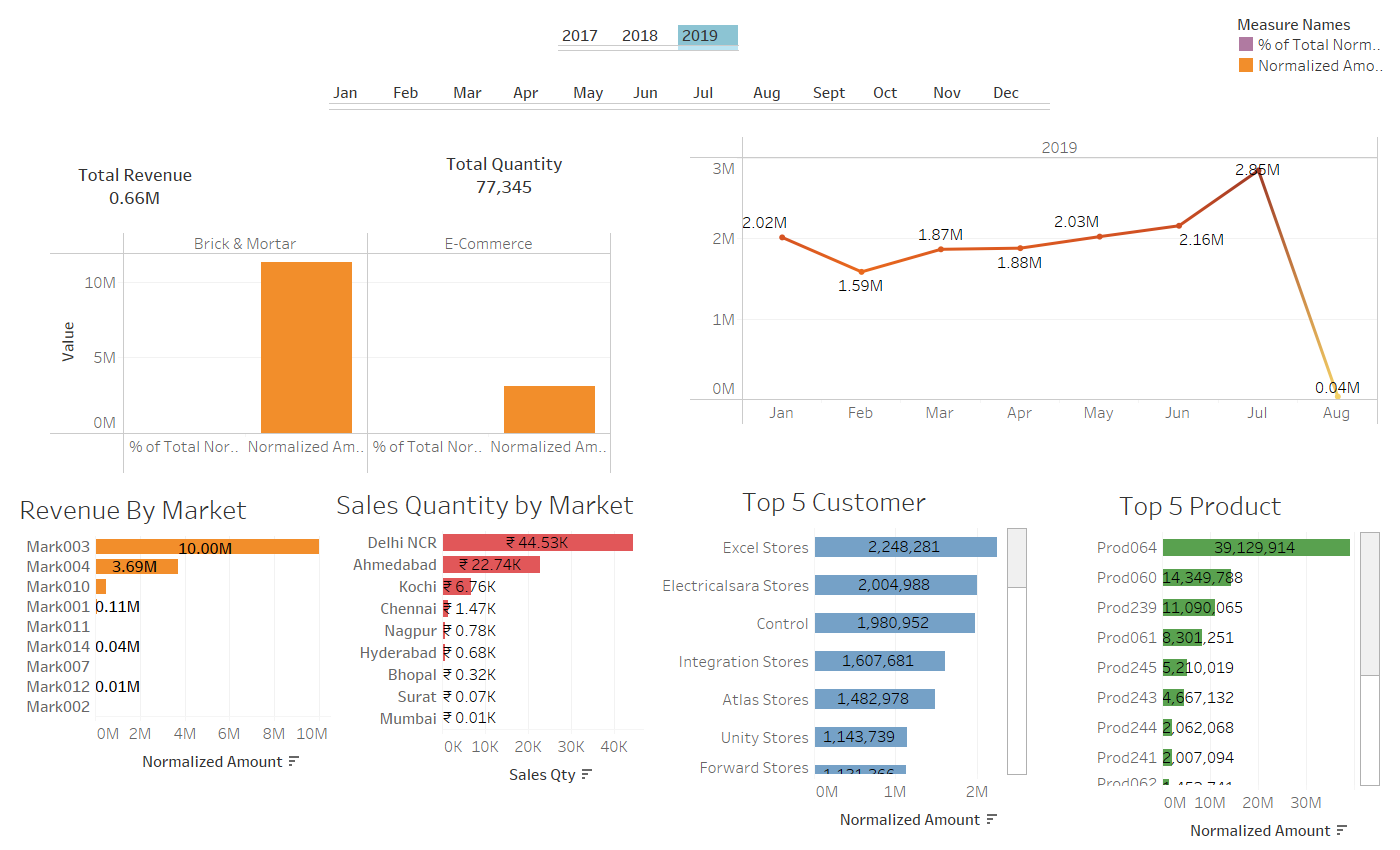 2017 2018 2019
Measure Names
% of Total Norm..
Normalized Amo..
Jan Feb Mar Apr May Jun Jul Aug Sept Oct Nov Dec
Total Revenue
0.66M
Total Quantity
77,345
Brick & Mortar E-Commerce
Value
10M
5M
0M
% of Total Nor.. Normalized Am.. % of Total Nor.. Normalized Am..
2019
3M
2M
1M
0M
2.02M
1.59M
1.87M
1.88M
2.03M
2.16M
2.85M
0.04M
Jan Feb Mar Apr May Jun Jul Aug
Revenue By Market
Mark003 10.00M
Mark004 3.69M
Mark010
Mark001 0.11M
Mark011
Mark014 0.04M
Mark007
Mark012 0.01M
Mark002
0M 2M 4M 6M 8M 10M
Normalized Amount
Sales Quantity by Market
Delhi NCR ₹ 44.53K
Ahmedabad ₹ 22.74K
Kochi ₹ 6.76K
Chennai ₹ 1.47K
Nagpur ₹ 0.78K
Hyderabad ₹ 0.68K
Bhopal ₹ 0.32K
Surat ₹ 0.07K
Mumbai ₹ 0.01K
0K 10K 20K 30K 40K
Sales Qty
Top 5 Customer
Excel Stores 2,248,281
Electricalsara Stores 2,004,988
Control 1,980,952
Integration Stores 1,607,681
Atlas Stores 1,482,978
Unity Stores 1,143,739
Forward Stores
0M 1M 2M
Normalized Amount
Top 5 Product
Prod064 39,129,914
Prod060 14,349,788
Prod239 11,090,065
Prod061 8,301,251
Prod245 5,210,019
Prod243 4,667,132
Prod244 2,062,068
Prod241 2,007,094
Prod062
0M 10M 20M 30M
Normalized Amount